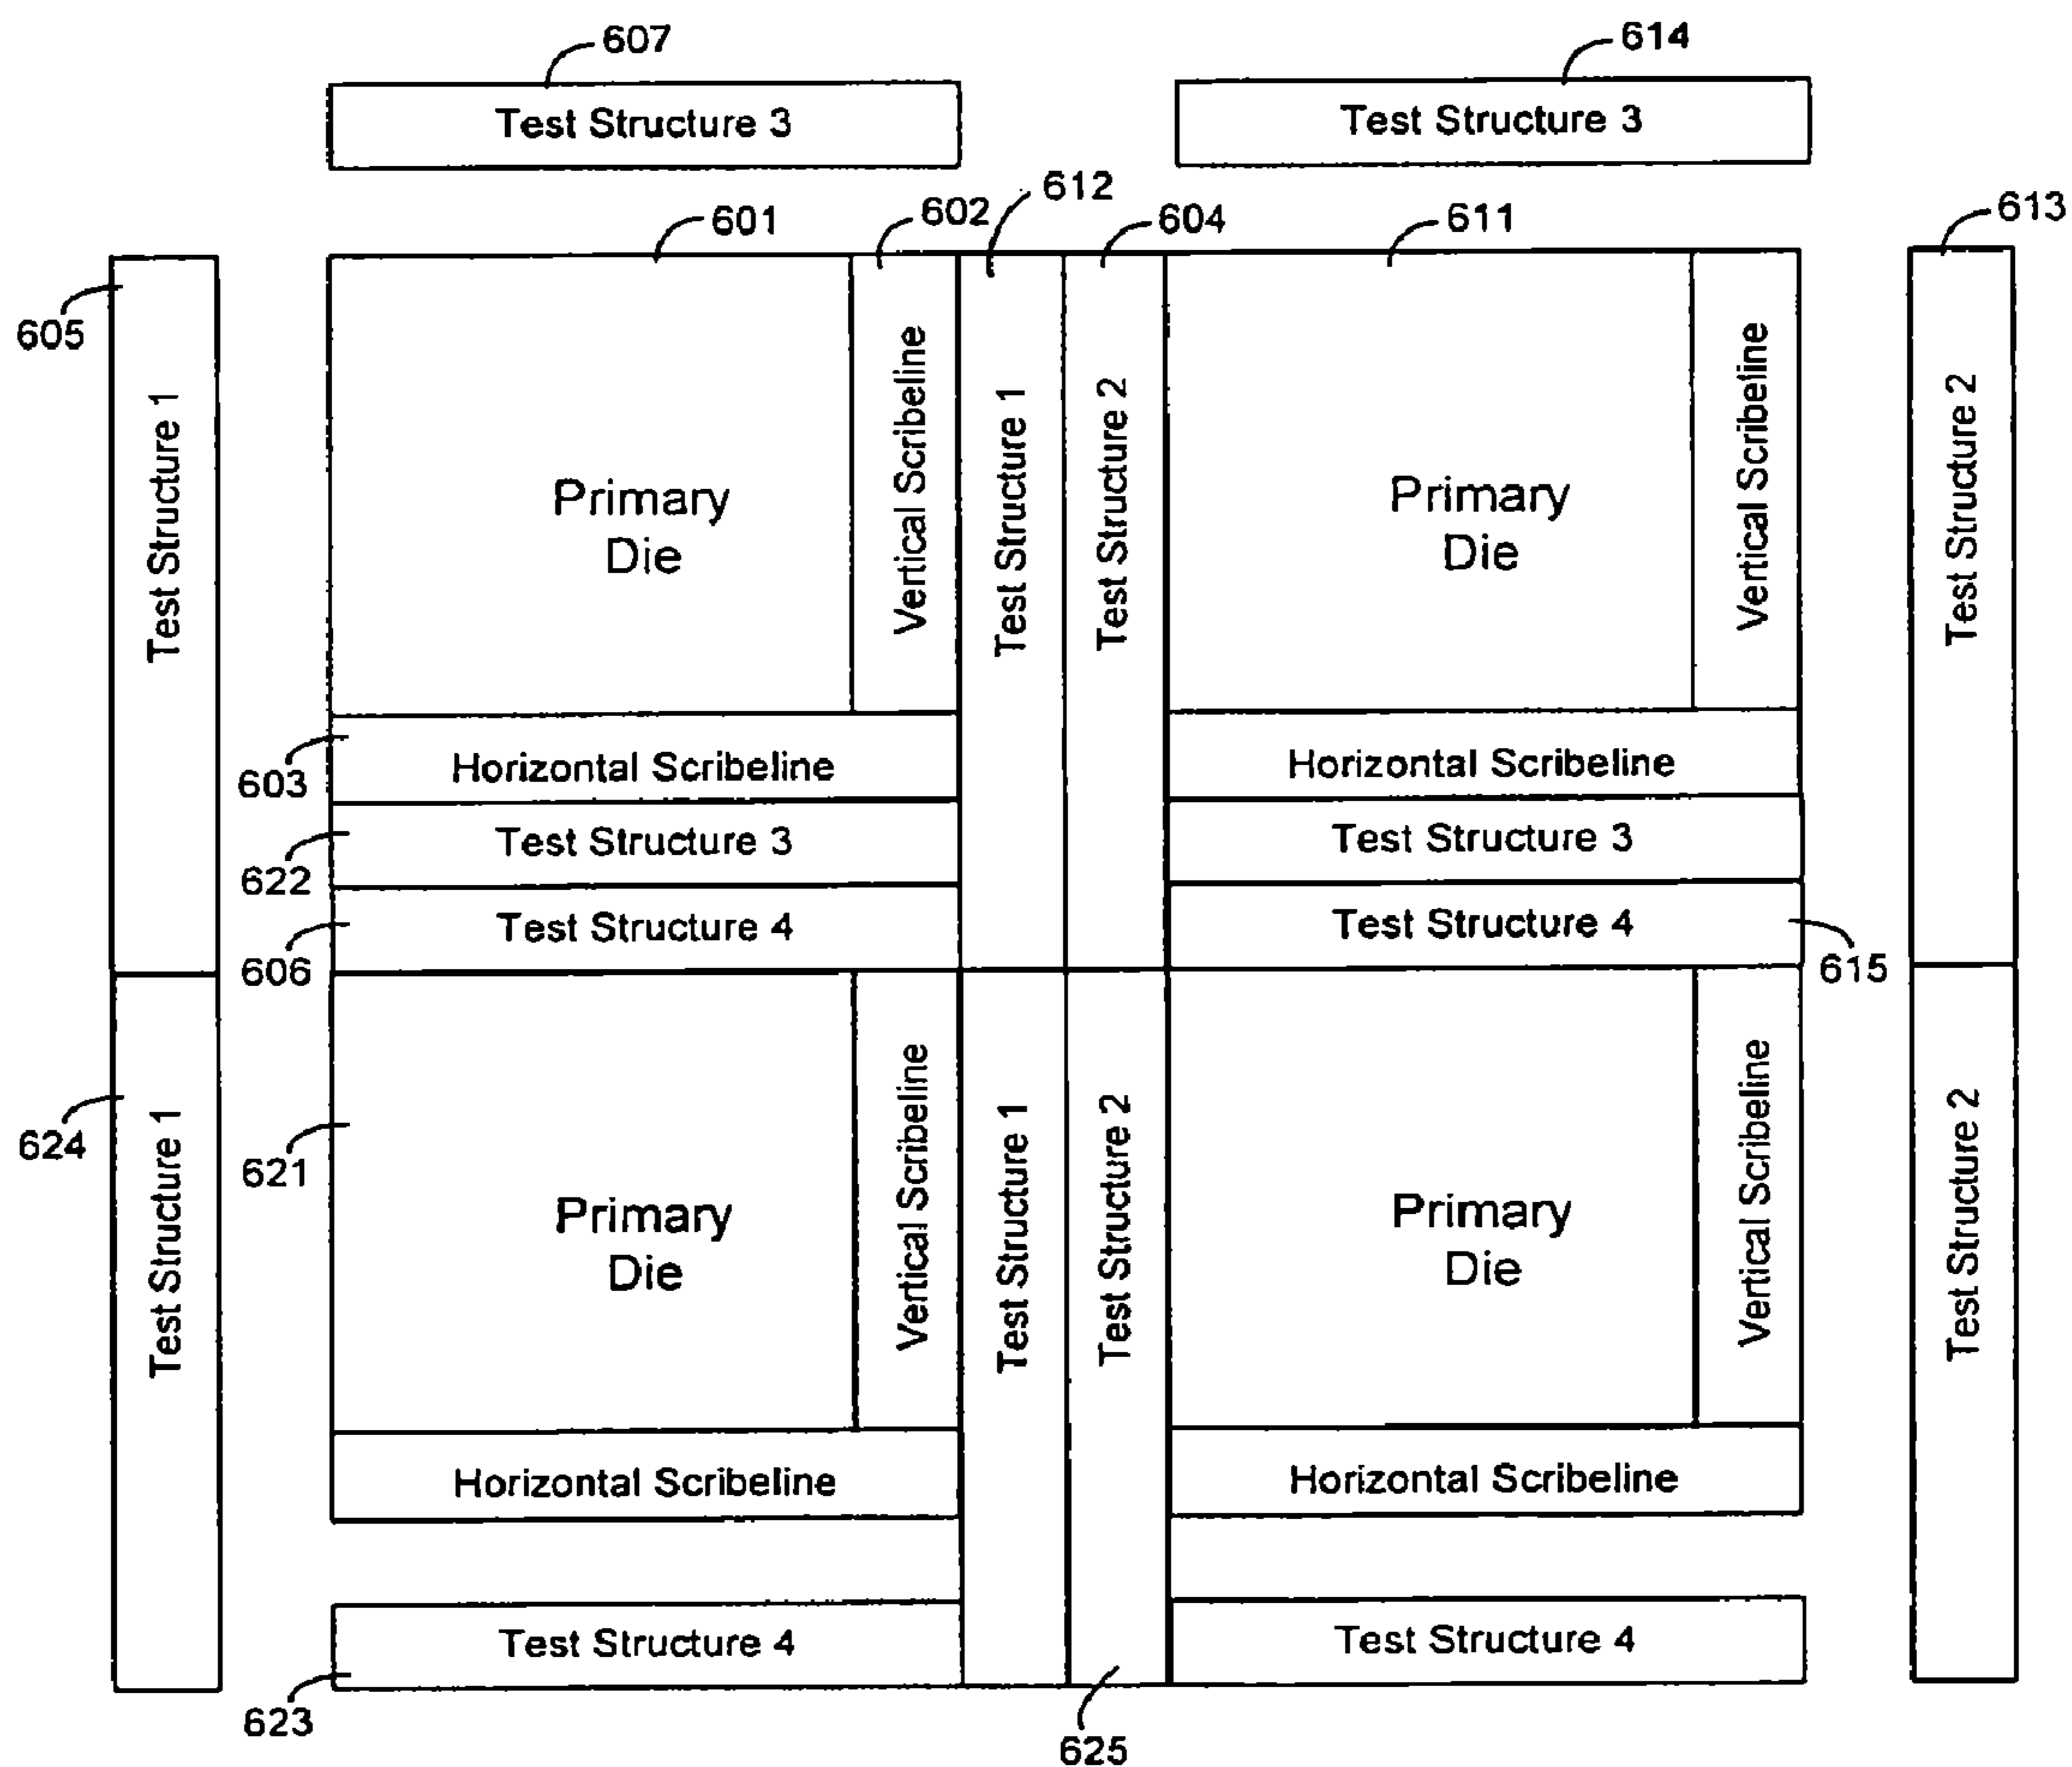 607
614
Test Structure 3
Test Structure 3
612
602
604
601
611
613
605
Test Structure 1
Primary
Die
Vertical Scribeline
Test Structure 1
Test Structure 2
Primary
Die
Vertical Scribeline
Test Structure 2
603
Horizontal Scribeline
Horizontal Scribeline
622
Test Structure 3
Test Structure 3
606
Test Structure 4
Test Structure 4
615
624
621
Test Structure 1
Primary
Die
Vertical Scribeline
Test Structure 1
Test Structure 2
Primary
Die
Vertical Scribeline
Test Structure 2
Horizontal Scribeline
Horizontal Scribeline
Test Structure 4
Test Structure 4
623
625